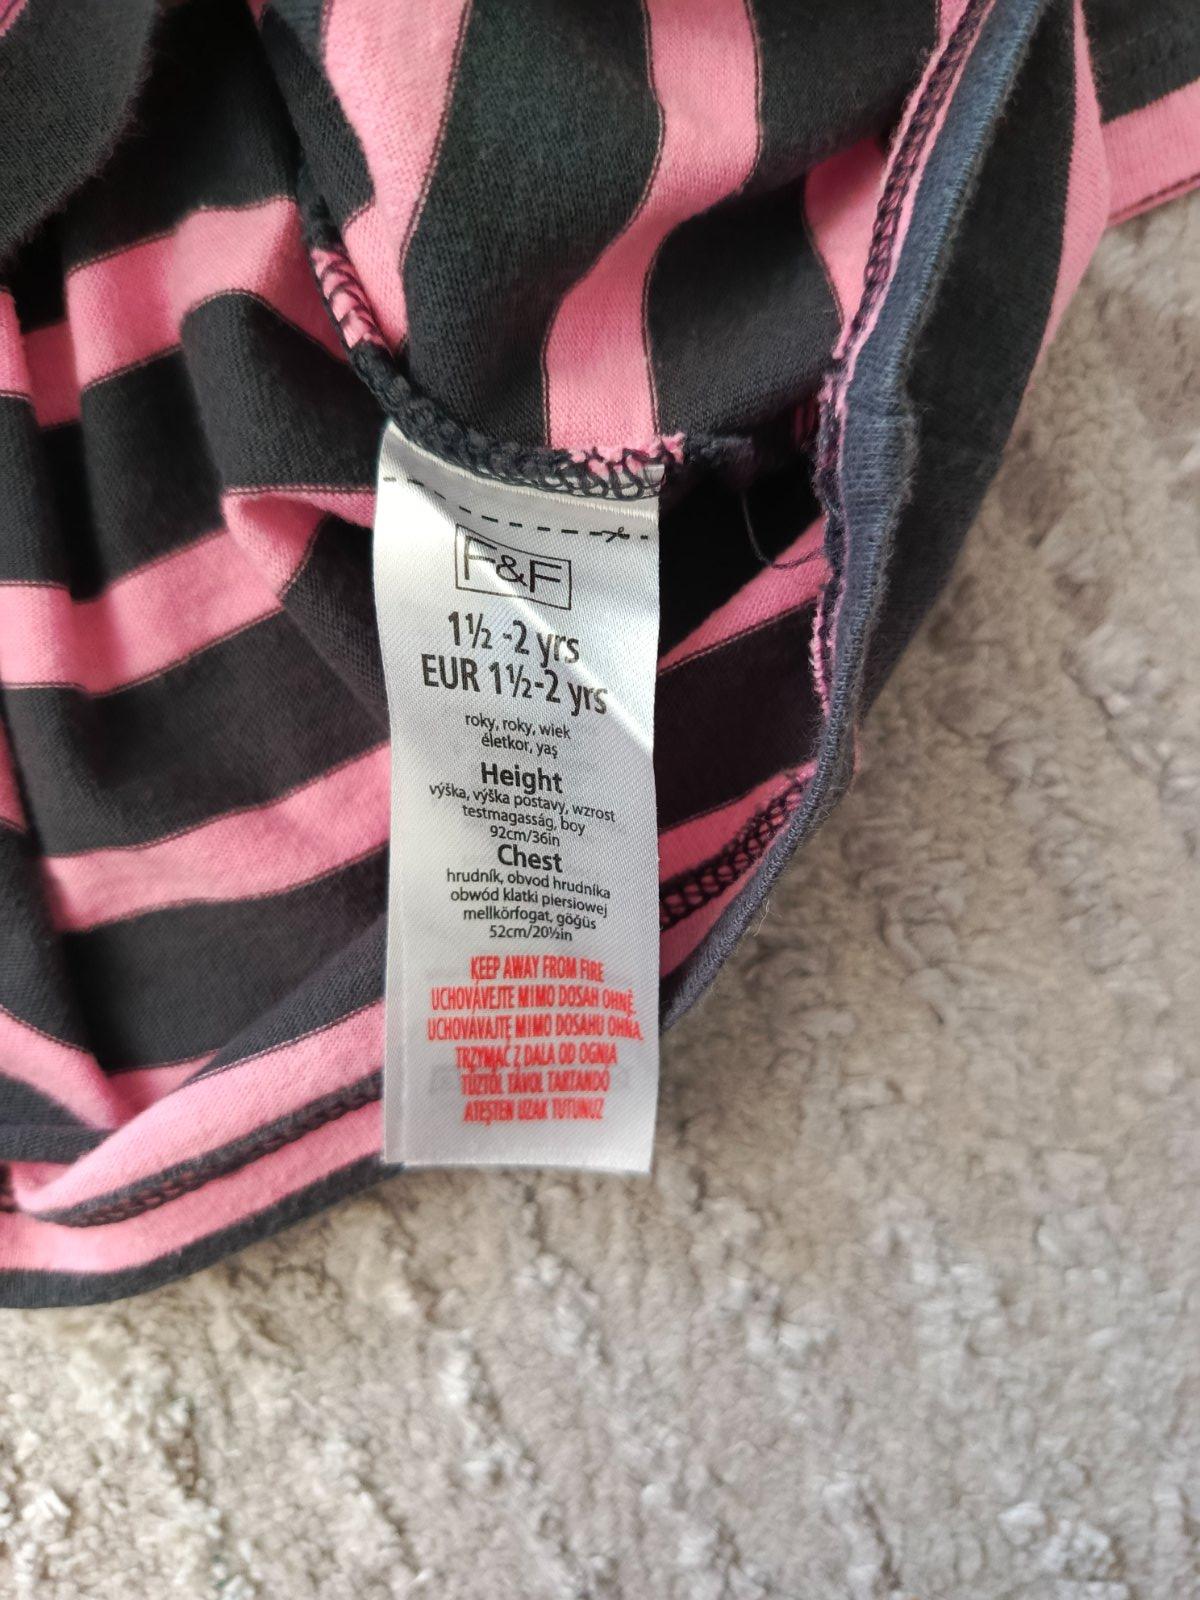 F&F
1½ -2 yrs
EUR 1½-2 yrs
roky, roky, wiek
életkor, yaş
Height
výška, výška postavy, wzrost
testmagasság, boy
92cm/36in
Chest
hrudník, obvod hrudníka
obwód klatki piersiowej
mellkörfogat, göğüs
52cm/20½in
KEEP AWAY FROM FIRE
UCHOVÁVEJTE MIMO DOSAH OHNĚ
UCHOVÁVAJTE MIMO DOSAHU OHŇA
TRZYMAĆ Z DALA OD OGNIA
TŰZTŐL TÁVOL TARTANDÓ
ATEŞTEN UZAK TUTUNUZ